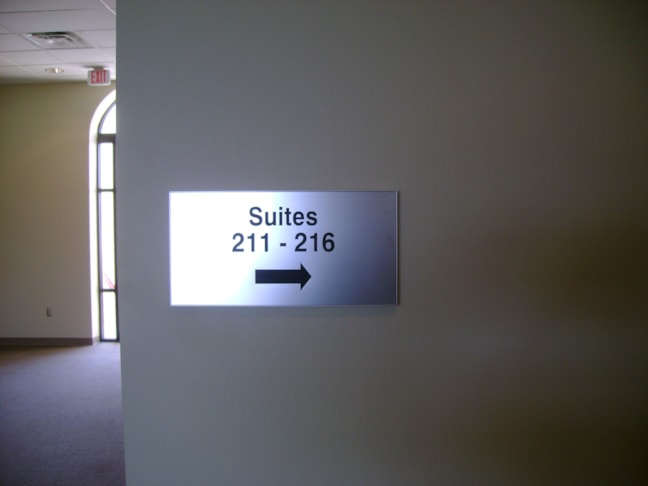 EXIT
Suites
211 - 216